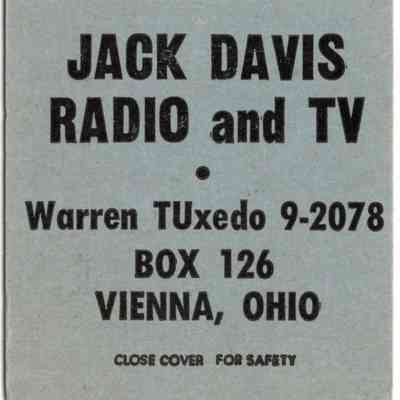 JACK DAVIS
RADIO and TV
•
Warren TUxedo 9-2078
BOX 126
VIENNA, OHIO
CLOSE COVER FOR SAFETY